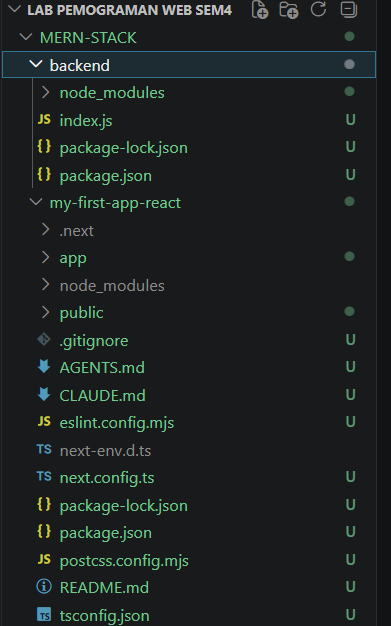 LAB PEMOGRAMAN WEB SEM4
MERN-STACK
backend
node_modules
JS index.js U
{} package-lock.json U
{} package.json U
my-first-app-react
.next
app
node_modules
public
.gitignore U
AGENTS.md U
CLAUDE.md U
JS eslint.config.mjs U
TS next-env.d.ts
TS next.config.ts U
{} package-lock.json U
{} package.json U
JS postcss.config.mjs U
README.md U
TS tsconfig.json U